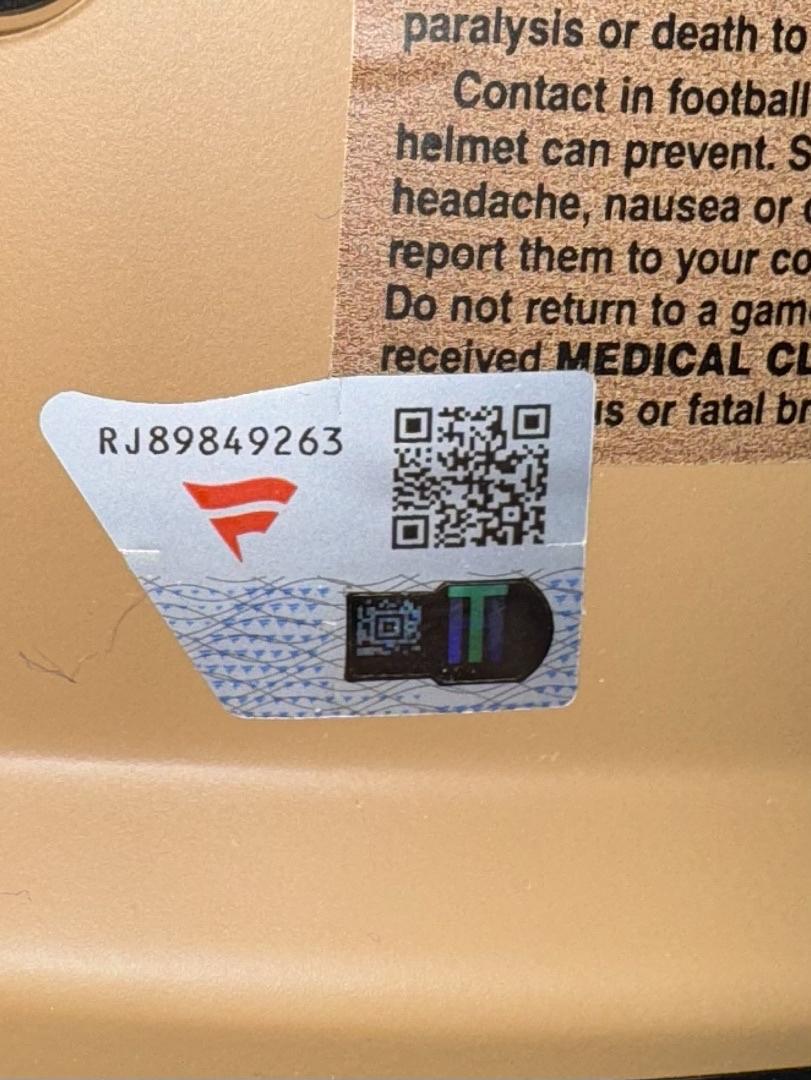 paralysis or death to
Contact in football
helmet can prevent. S
headache, nausea or
report them to your co
Do not return to a gam
received MEDICAL CL
is or fatal br
RJ89849263